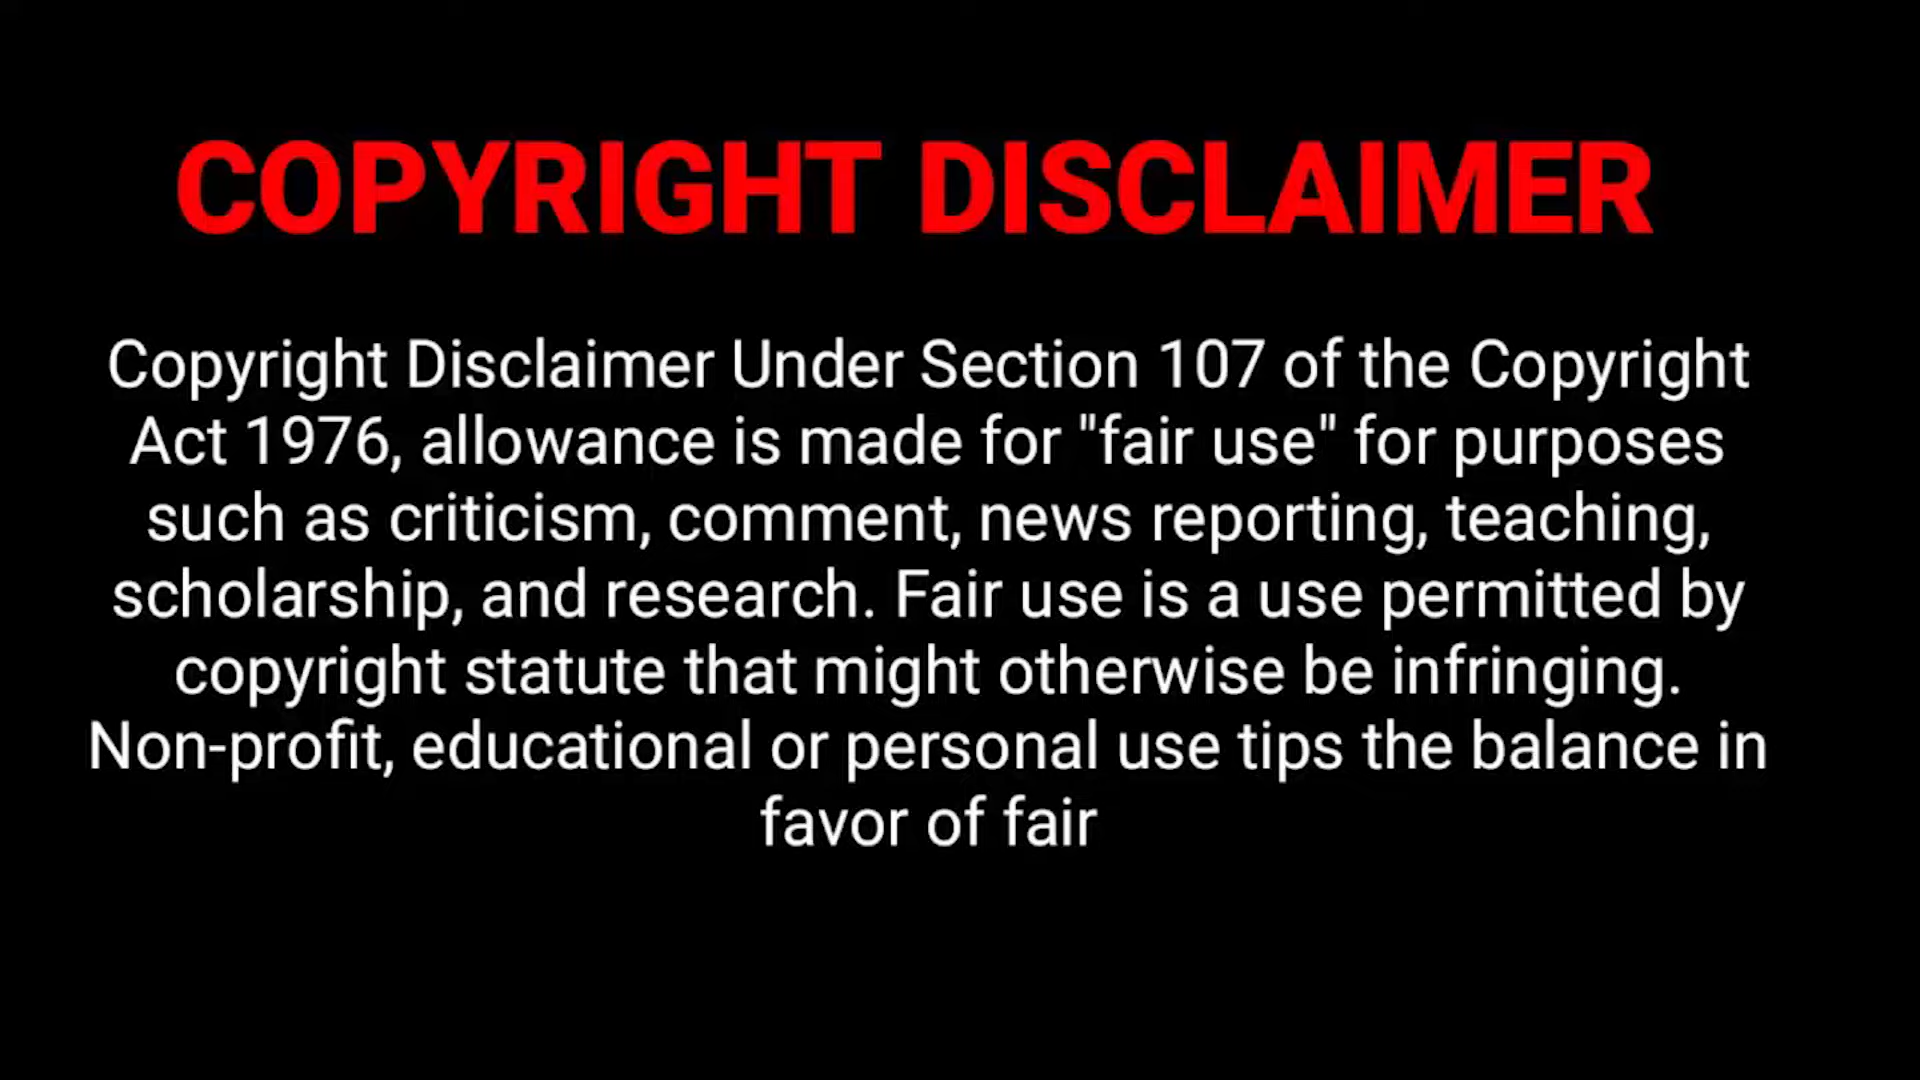 COPYRIGHT DISCLAIMER
Copyright Disclaimer Under Section 107 of the Copyright
Act 1976, allowance is made for "fair use" for purposes
such as criticism, comment, news reporting, teaching,
scholarship, and research. Fair use is a use permitted by
copyright statute that might otherwise be infringing.
Non-profit, educational or personal use tips the balance in
favor of fair